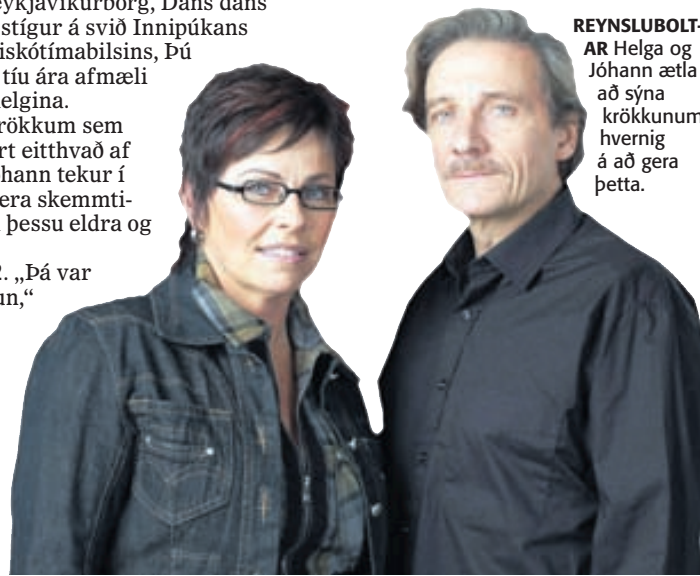 eykjavíkurborg, Dans dans
stígur á svið Innipúkans
iskótímabilsins, Þú
tíu ára afmæli
elgina.
rökkum sem
rt eitthvað af
hann tekur í
era skemmti-
þessu eldra og
2. „Þá var
un,“
REYNSLUBOLT-
AR Helga og
Jóhann ætla
að sýna
krökkunum
hvernig
á að gera
þetta.